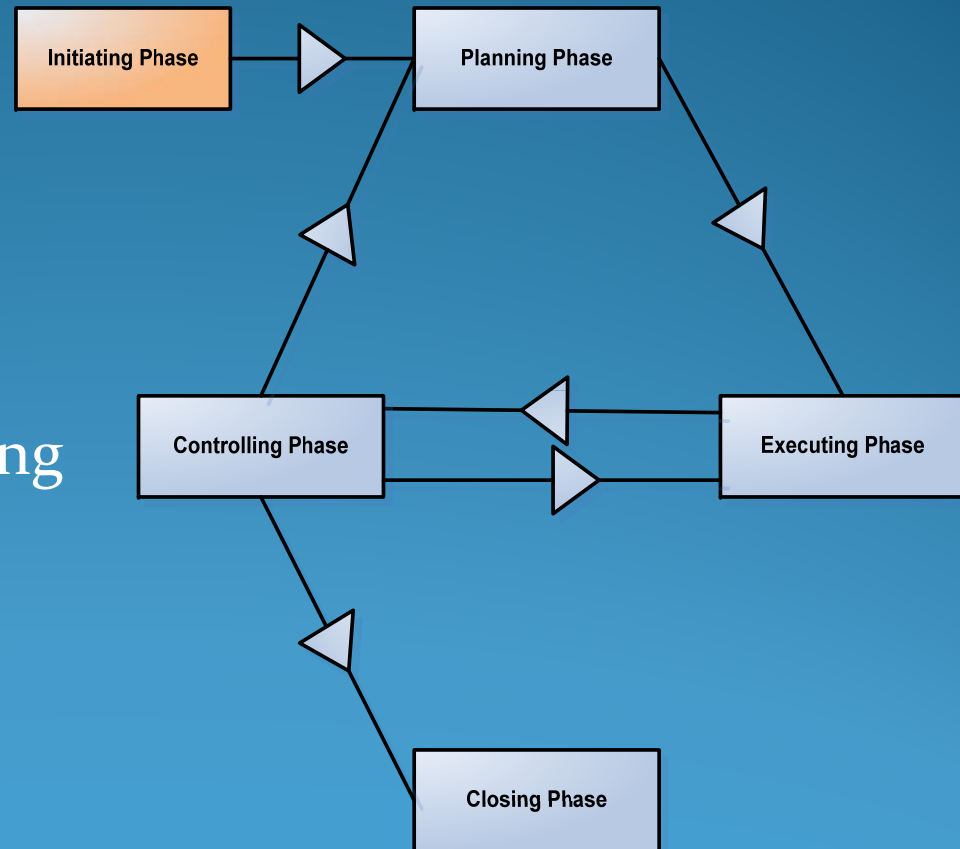 Initiating Phase
Planning Phase
ng
Controlling Phase
Executing Phase
Closing Phase